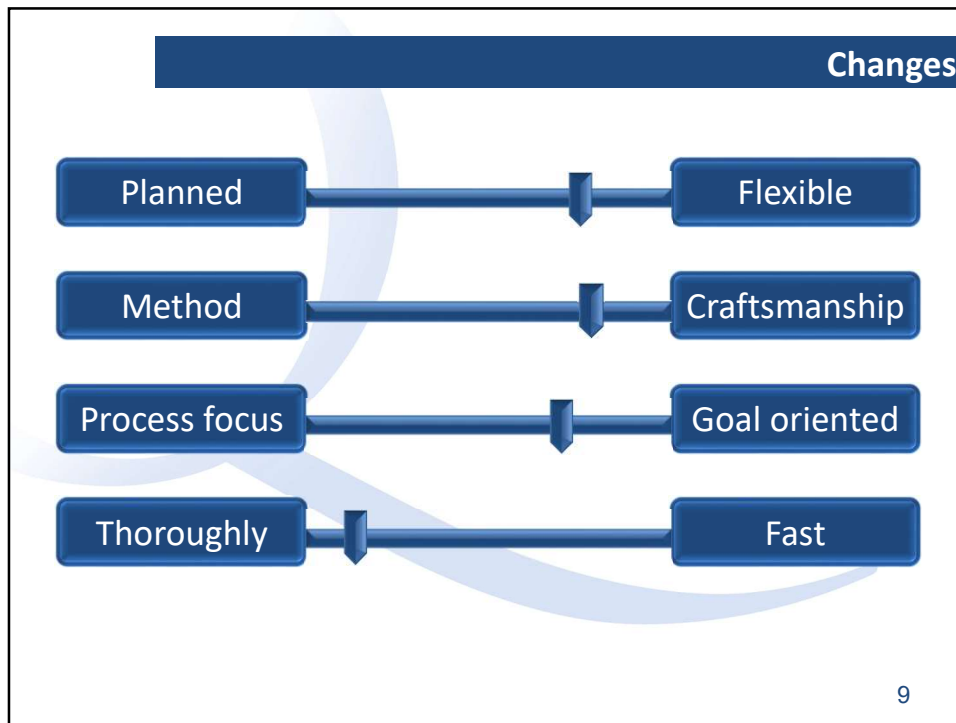 Changes
Planned
Flexible
Method
Craftsmanship
Process focus
Goal oriented
Thoroughly
Fast
9